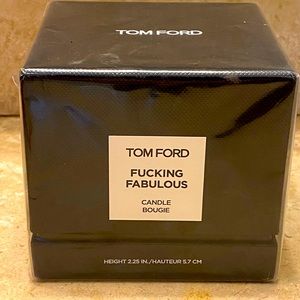 TOM FORD
TOM FORD
FUCKING
FABULOUS
CANDLE
BOUGIE
HEIGHT 2.25 IN./HAUTEUR 5.7 CM